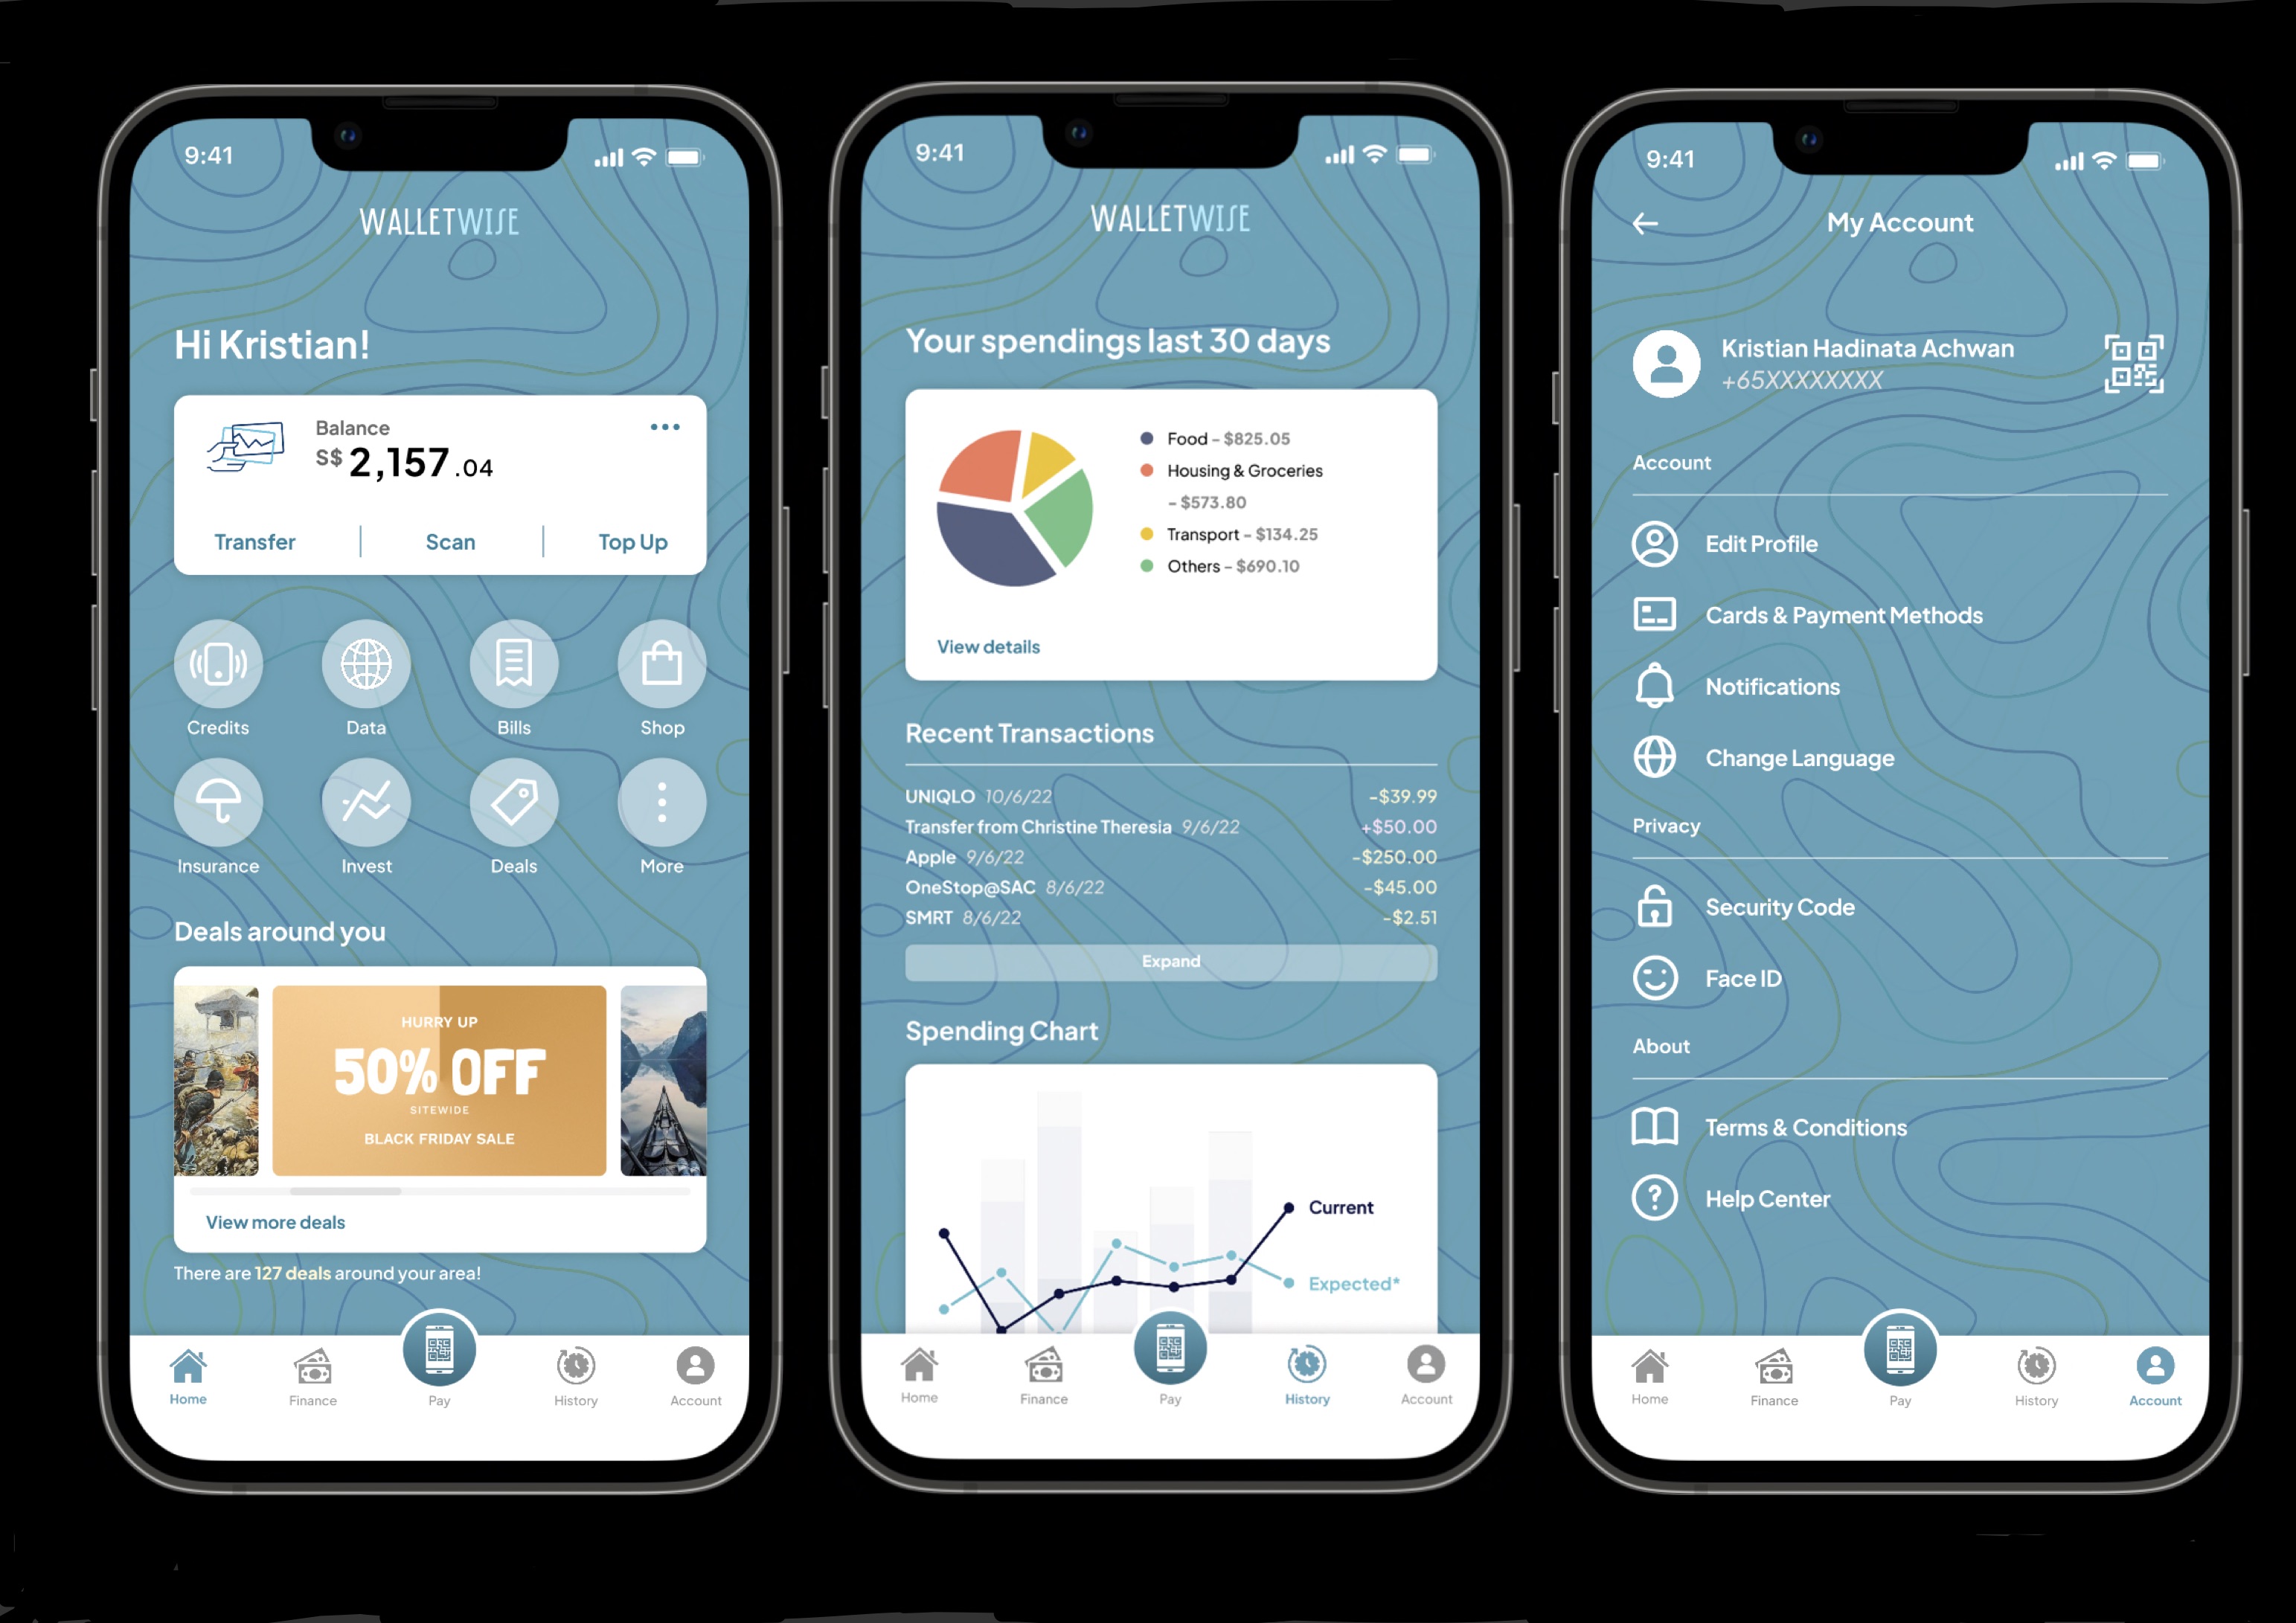 9:41
WALLETWISE
Hi Kristian!
Balance
S$ 2,157.04
Transfer
Scan
Top Up
Credits
Data
Bills
Shop
Insurance
Invest
Deals
More
Deals around you
HURRY UP
50% OFF
SITEWIDE
BLACK FRIDAY SALE
View more deals
There are 127 deals around your area!
Home
Finance
Pay
History
Account
9:41
WALLETWISE
Your spendings last 30 days
Food - $825.05
Housing & Groceries
- $573.80
Transport - $134.25
Others - $690.10
View details
Recent Transactions
UNIQLO 10/6/22 -$39.99
Transfer from Christine Theresia 9/6/22 +$50.00
Apple 9/6/22 -$250.00
OneStop@SAC 8/6/22 -$45.00
SMRT 8/6/22 -$2.51
Expand
Spending Chart
Current
Expected*
Home
Finance
Pay
History
Account
9:41
My Account
Kristian Hadinata Achwan
+65XXXXXXXX
Account
Edit Profile
Cards & Payment Methods
Notifications
Change Language
Privacy
Security Code
Face ID
About
Terms & Conditions
Help Center
Home
Finance
Pay
History
Account